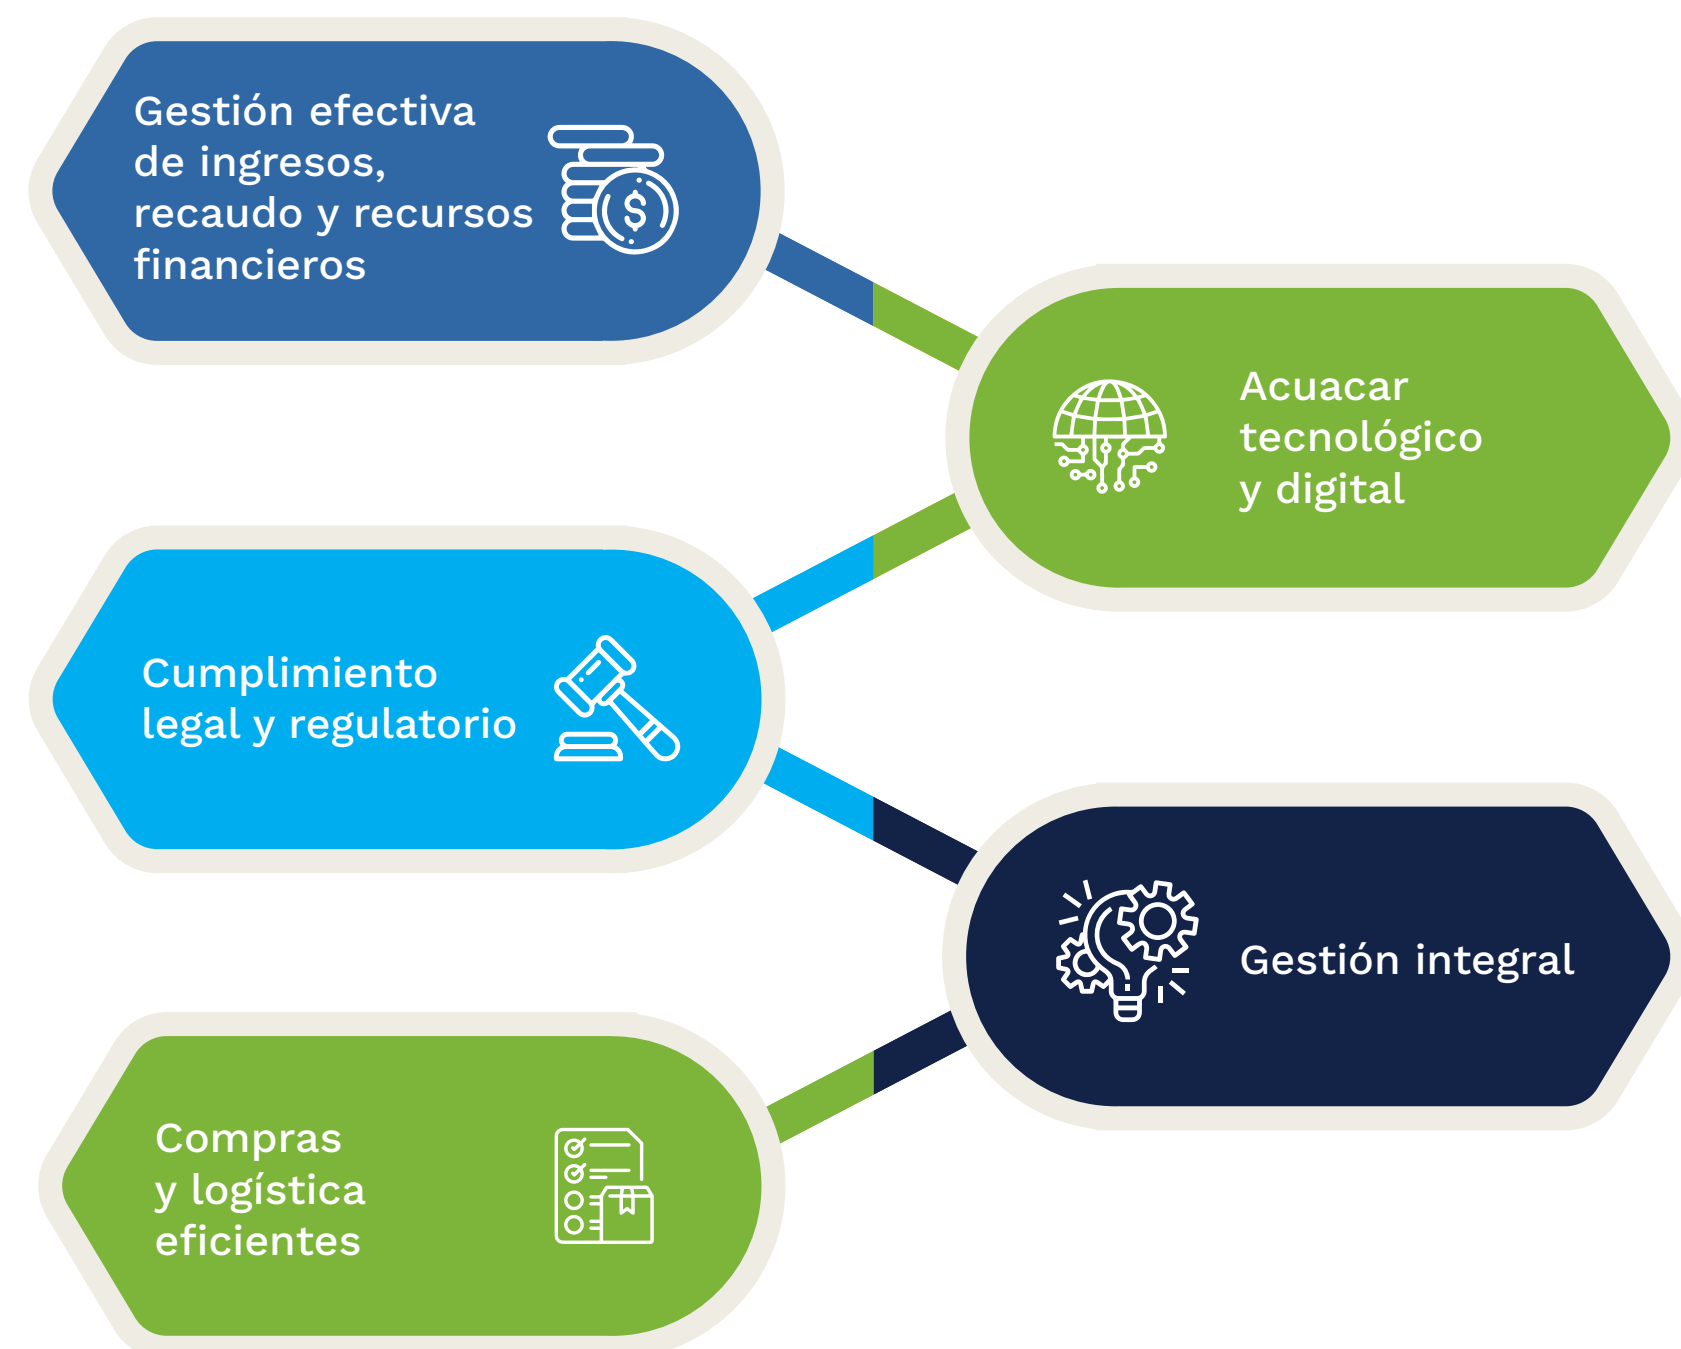 Gestión efectiva
de ingresos,
recaudo y recursos
financieros
Acuacar
tecnológico
y digital
Cumplimiento
legal y regulatorio
Gestión integral
Compras
y logística
eficientes